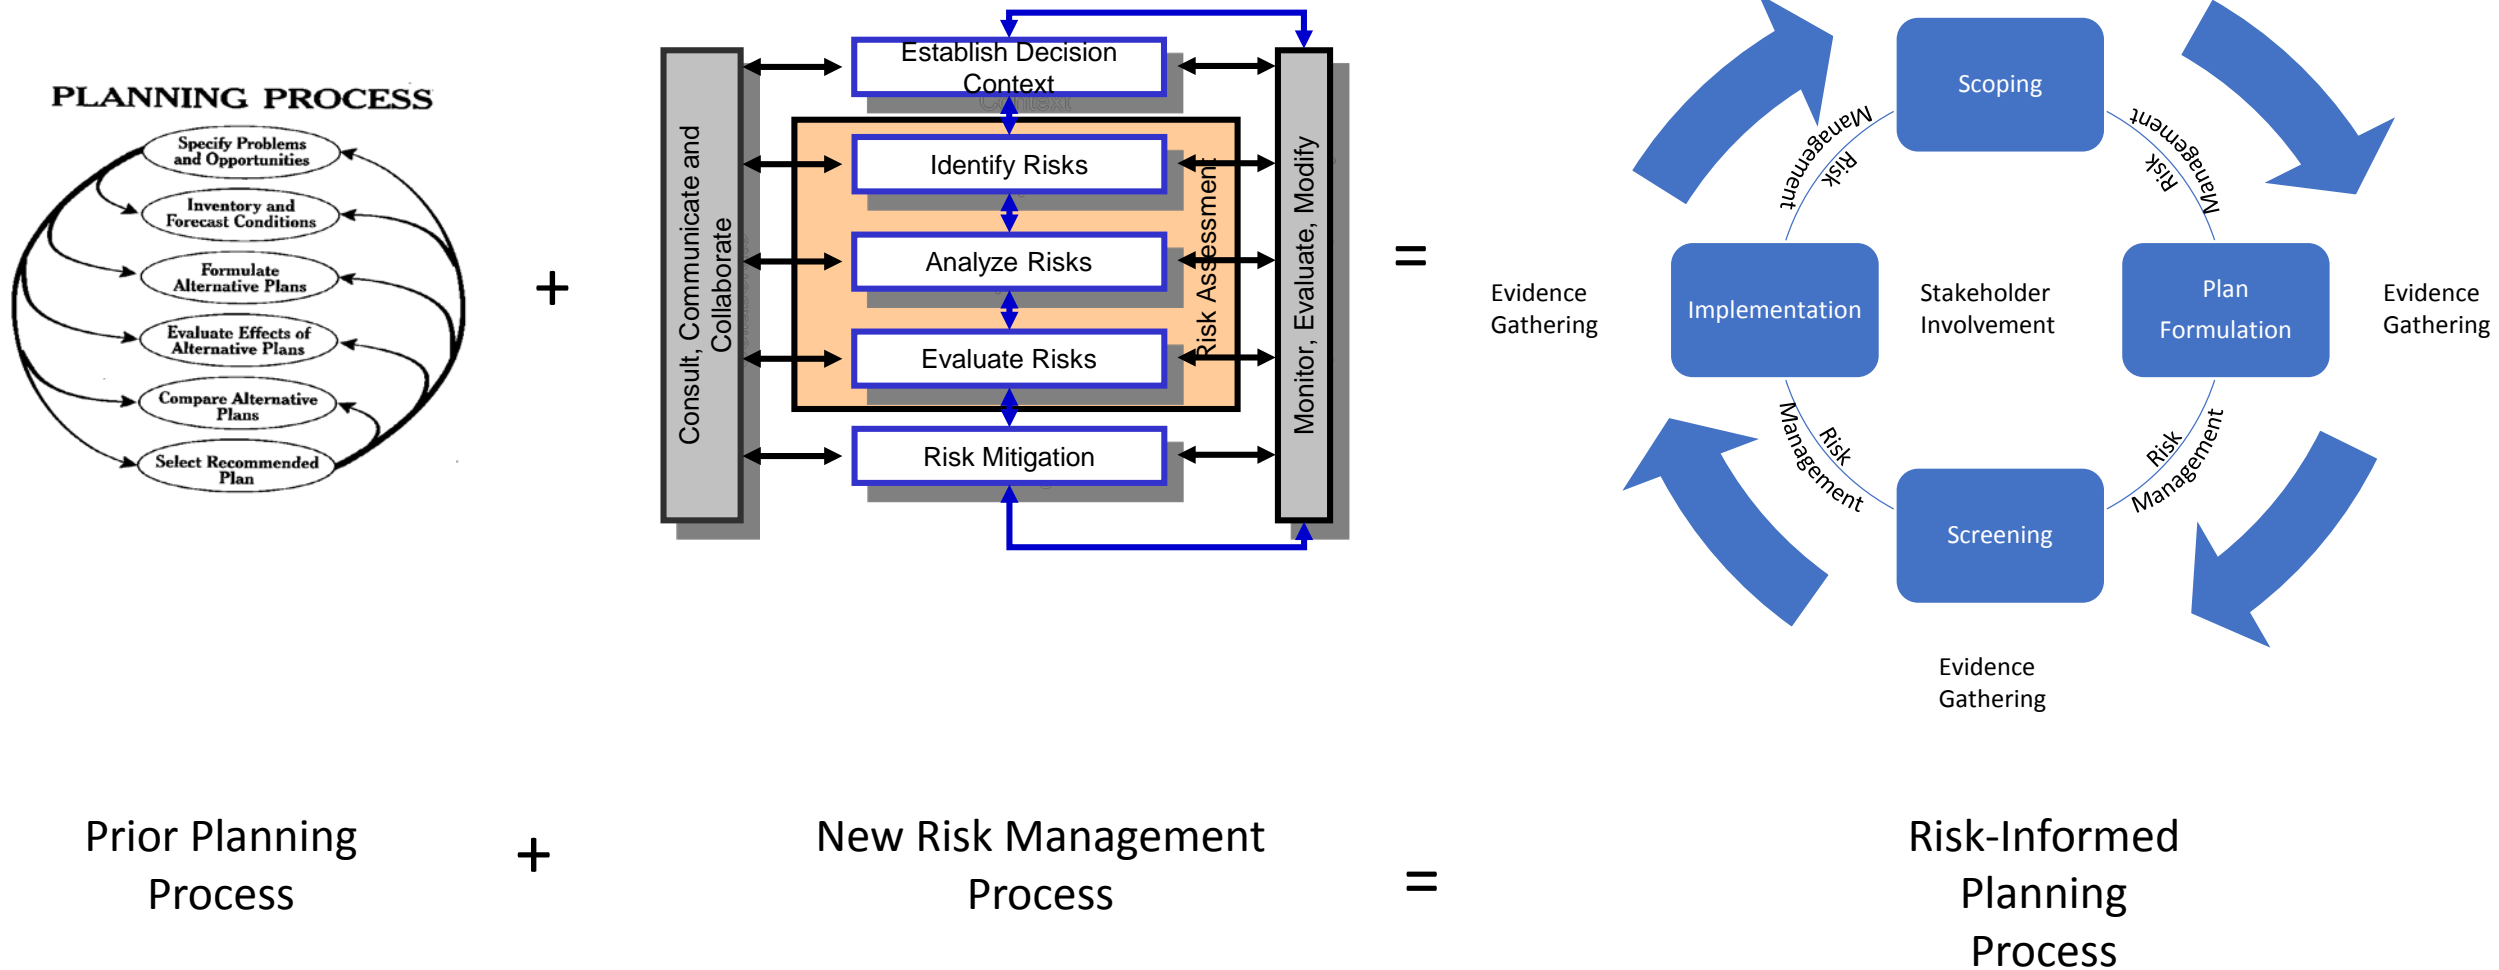 PLANNING PROCESS
Specify Problems
and Opportunities
Inventory and
Forecast Conditions
Formulate
Alternative Plans
Evaluate Effects of
Alternative Plans
Compare Alternative
Plans
Select Recommended
Plan
+
Consult, Communicate and
Collaborate
Establish Decision
Context
Identify Risks
Analyze Risks
Evaluate Risks
Risk Assessment
Risk Mitigation
Monitor, Evaluate, Modify
=
Scoping
Risk
Management
Plan
Formulation
Risk
Management
Screening
Risk
Management
Implementation
Risk
Management
Stakeholder
Involvement
Evidence
Gathering
Evidence
Gathering
Evidence
Gathering
Prior Planning
Process
+
New Risk Management
Process
=
Risk-Informed
Planning
Process